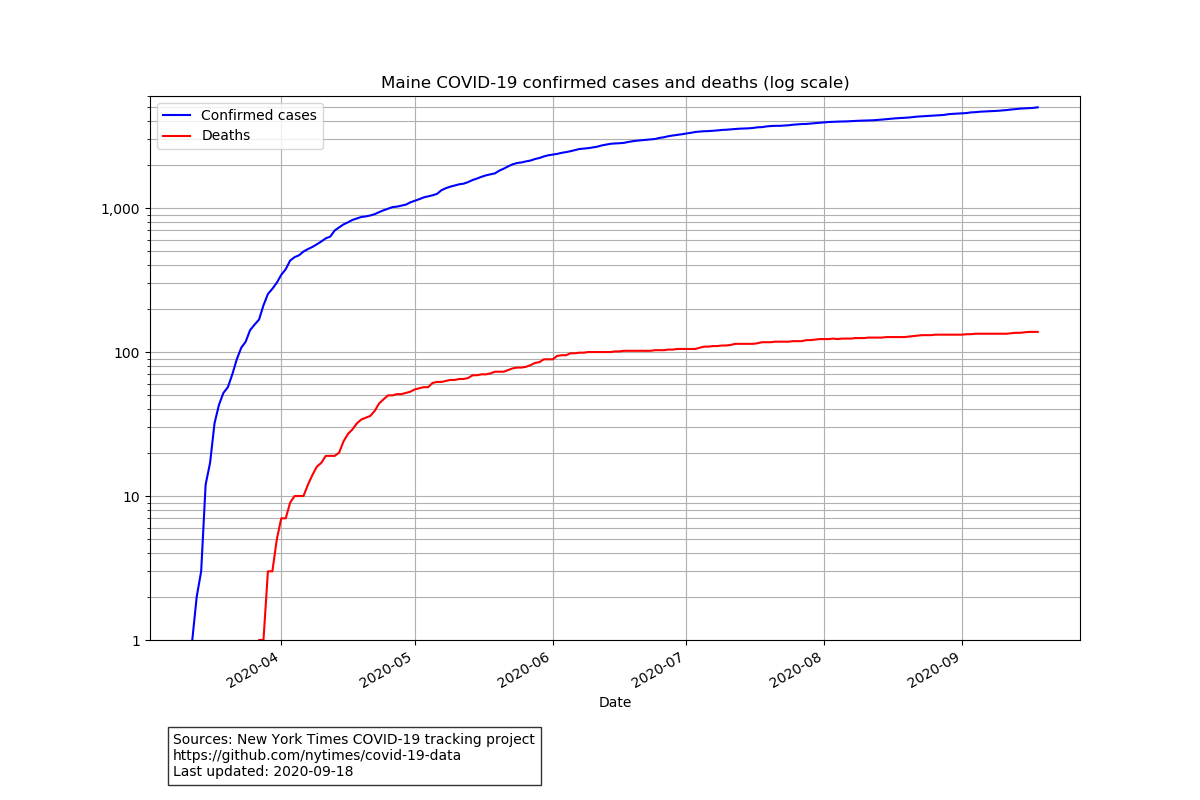 Maine COVID-19 confirmed cases and deaths (log scale)
Confirmed cases
Deaths
1,000
100
10
1
2020-04
2020-05
2020-06
2020-07
2020-08
2020-09
Date
Sources: New York Times COVID-19 tracking project
https://github.com/nytimes/covid-19-data
Last updated: 2020-09-18